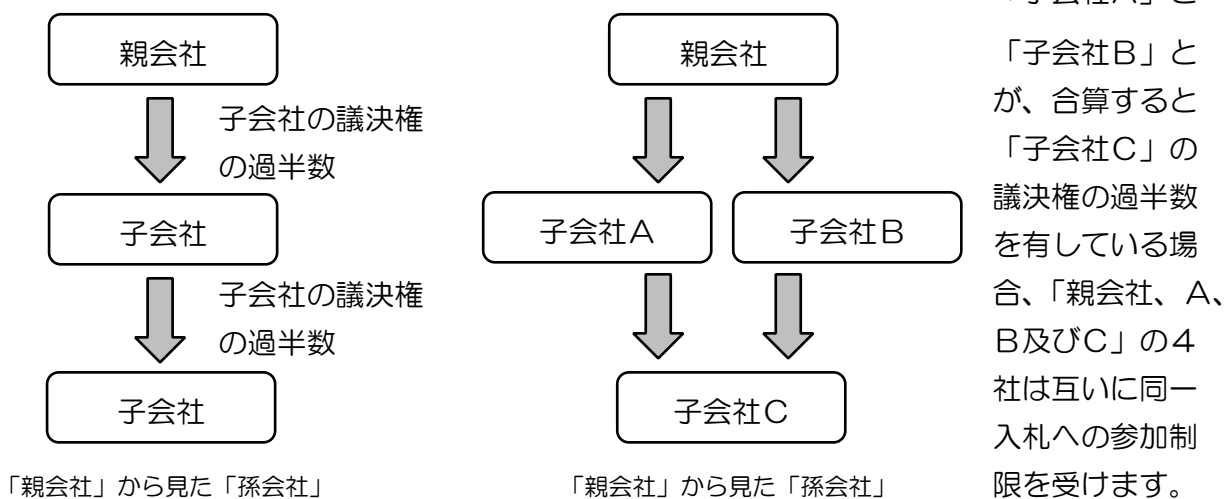 親会社
子会社の議決権
の過半数
子会社
子会社の議決権
の過半数
子会社
「親会社」から見た「孫会社」
親会社
子会社A
子会社B
子会社C
「親会社」から見た「孫会社」
「子会社B」と
が、合算すると
「子会社C」の
議決権の過半数
を有している場
合、「親会社、A、
B及びC」の4
社は互いに同一
入札への参加制
限を受けます。